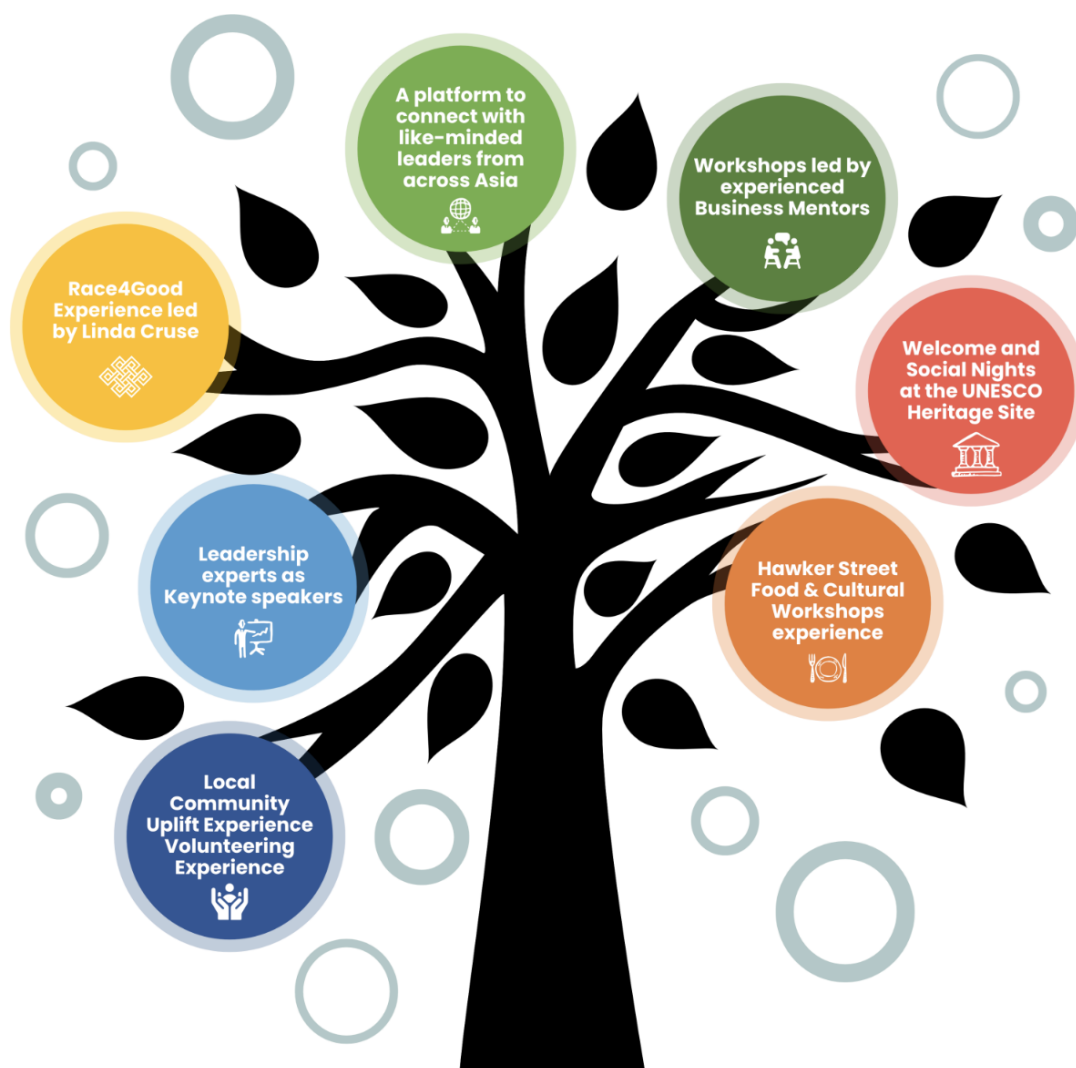 A platform to
connect with
like-minded
leaders from
across Asia
Workshops led by
experienced
Business Mentors
Race4Good
Experience led
by Linda Cruse
Welcome and
Social Nights
at the UNESCO
Heritage Site
Leadership
experts as
Keynote speakers
Hawker Street
Food & Cultural
Workshops
experience
Local
Community
Uplift Experience
Volunteering
Experience